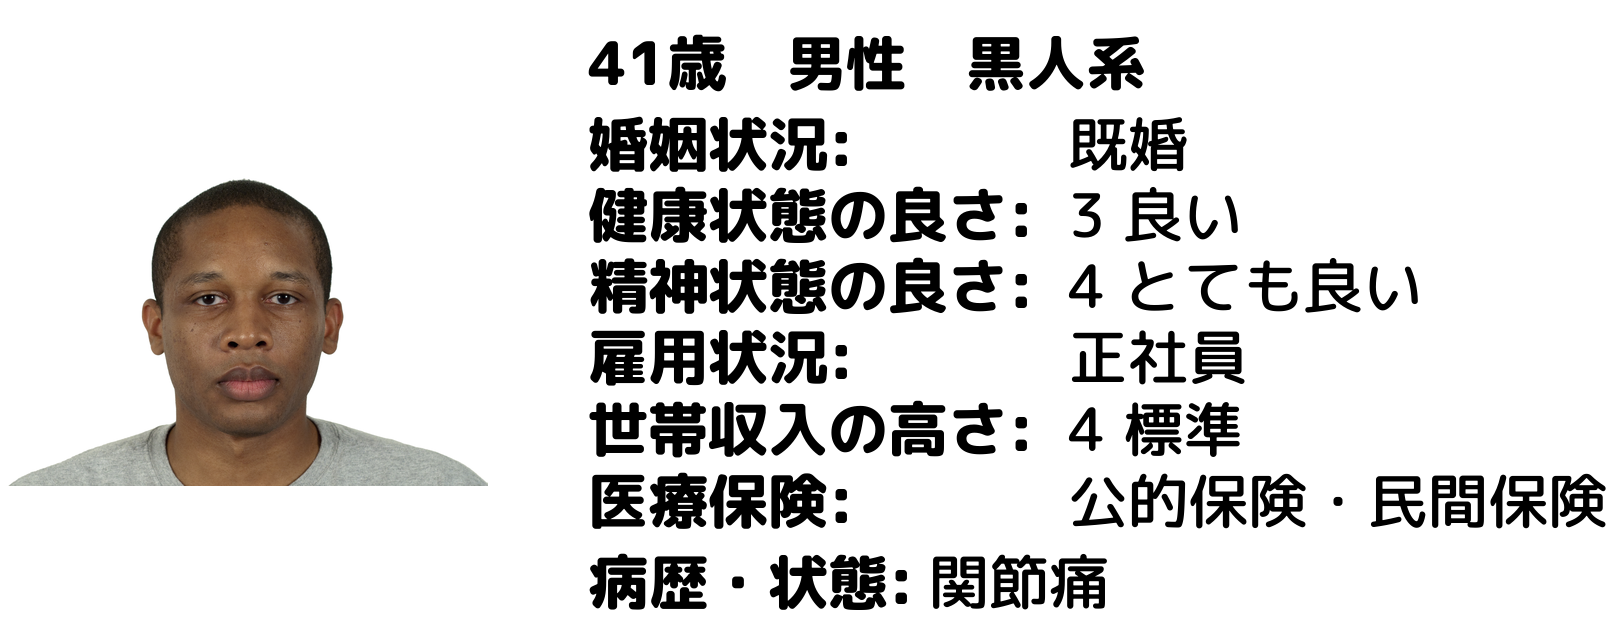 41歳　男性　黒人系
婚姻状況: 既婚
健康状態の良さ: 3 良い
精神状態の良さ: 4 とても良い
雇用状況: 正社員
世帯収入の高さ: 4 標準
医療保険: 公的保険・民間保険
病歴・状態: 関節痛